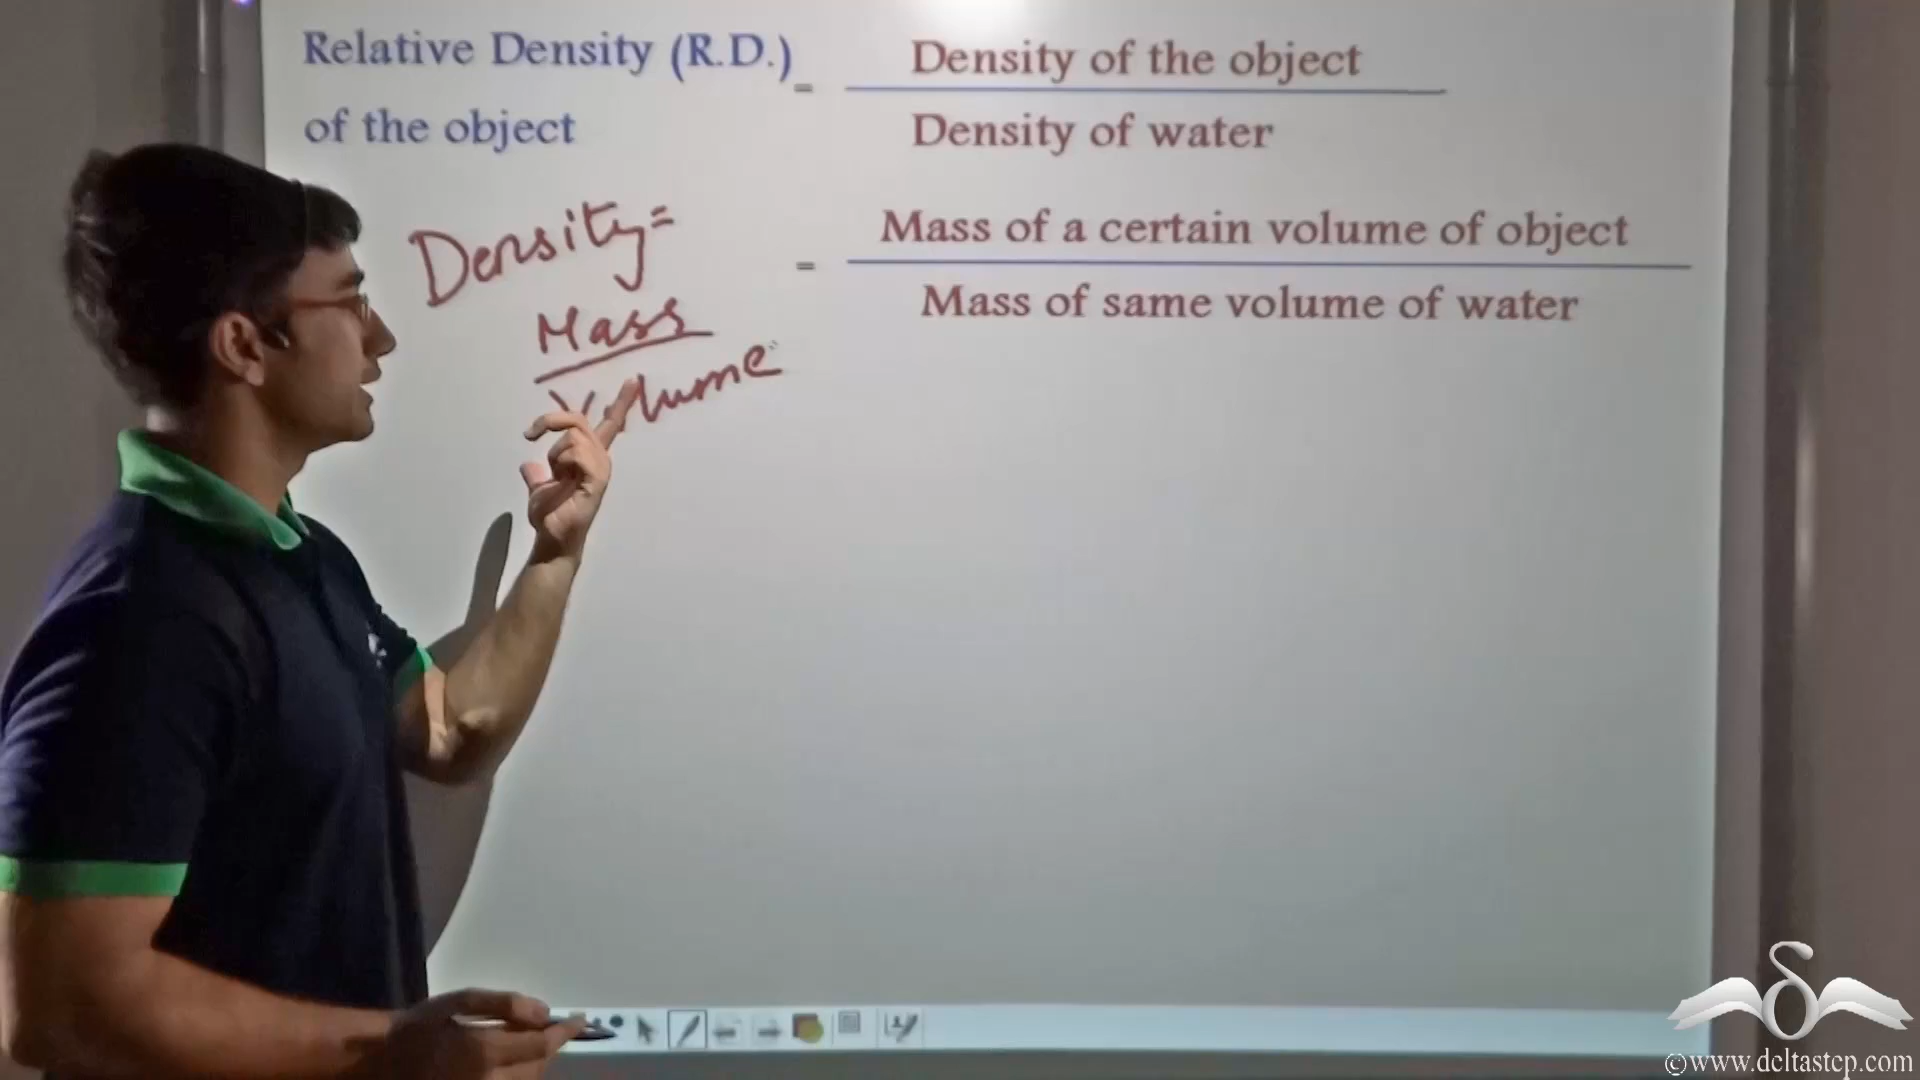 Relative Density (R.D.)
of the object
=
Density of the object
Density of water
=
Mass of a certain volume of object
Mass of same volume of water
Density =
Mass
Volume
©www.deltastep.com